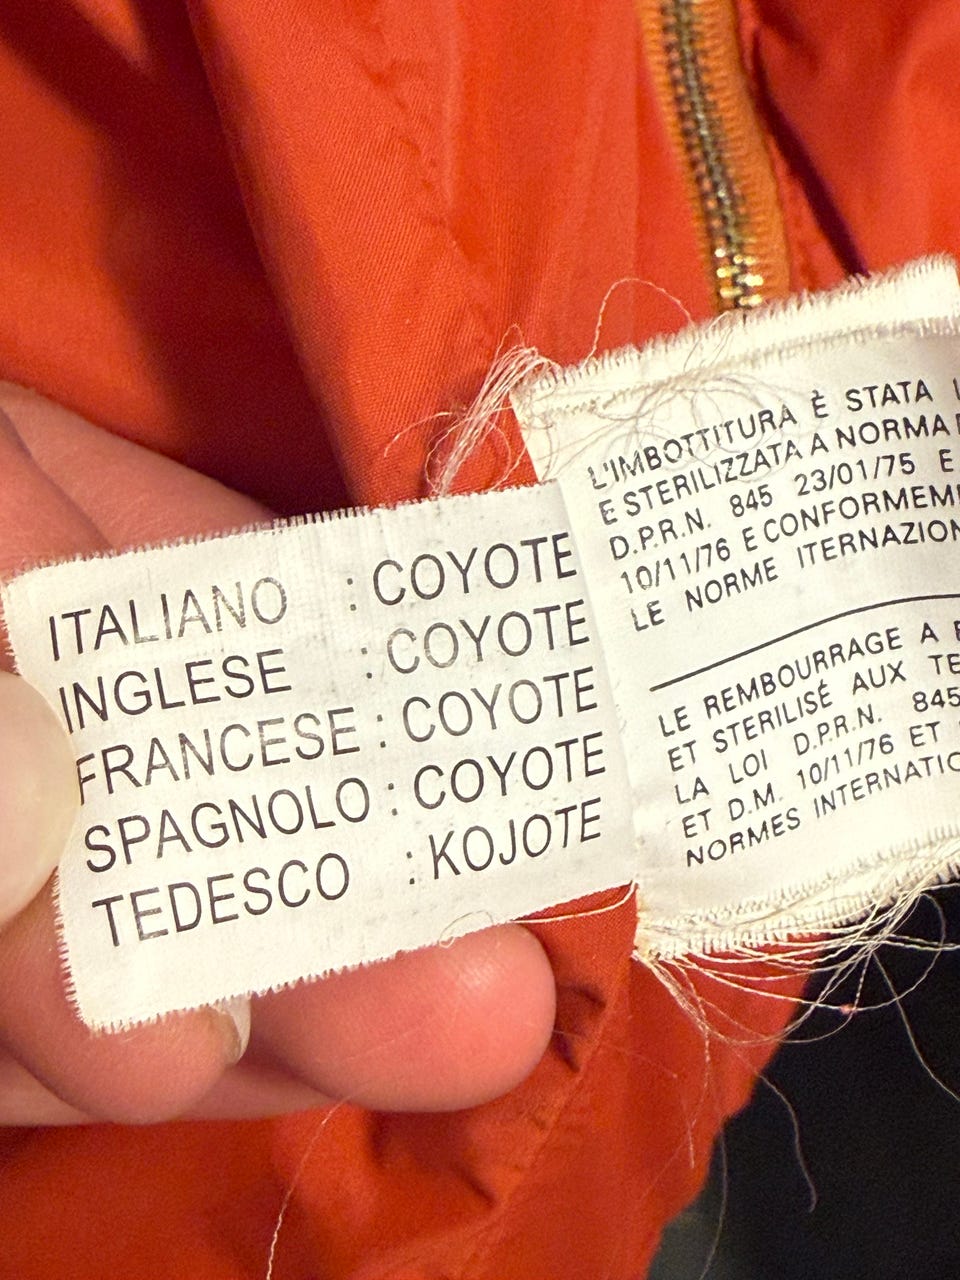 ITALIANO : COYOTE
INGLESE : COYOTE
FRANCESE : COYOTE
SPAGNOLO : COYOTE
TEDESCO : KOJOTE
L'IMBOTTITURA È STATA
E STERILIZZATA A NORMA
D.P.R.N. 845 23/01/75 E
10/11/76 E CONFORMEM
LE NORME ITERNAZION
LE REMBOURRAGE A
ET STERILISÉ AUX TE
LA LOI D.P.R.N. 845
ET D.M. 10/11/76 ET
NORMES INTERNATIO